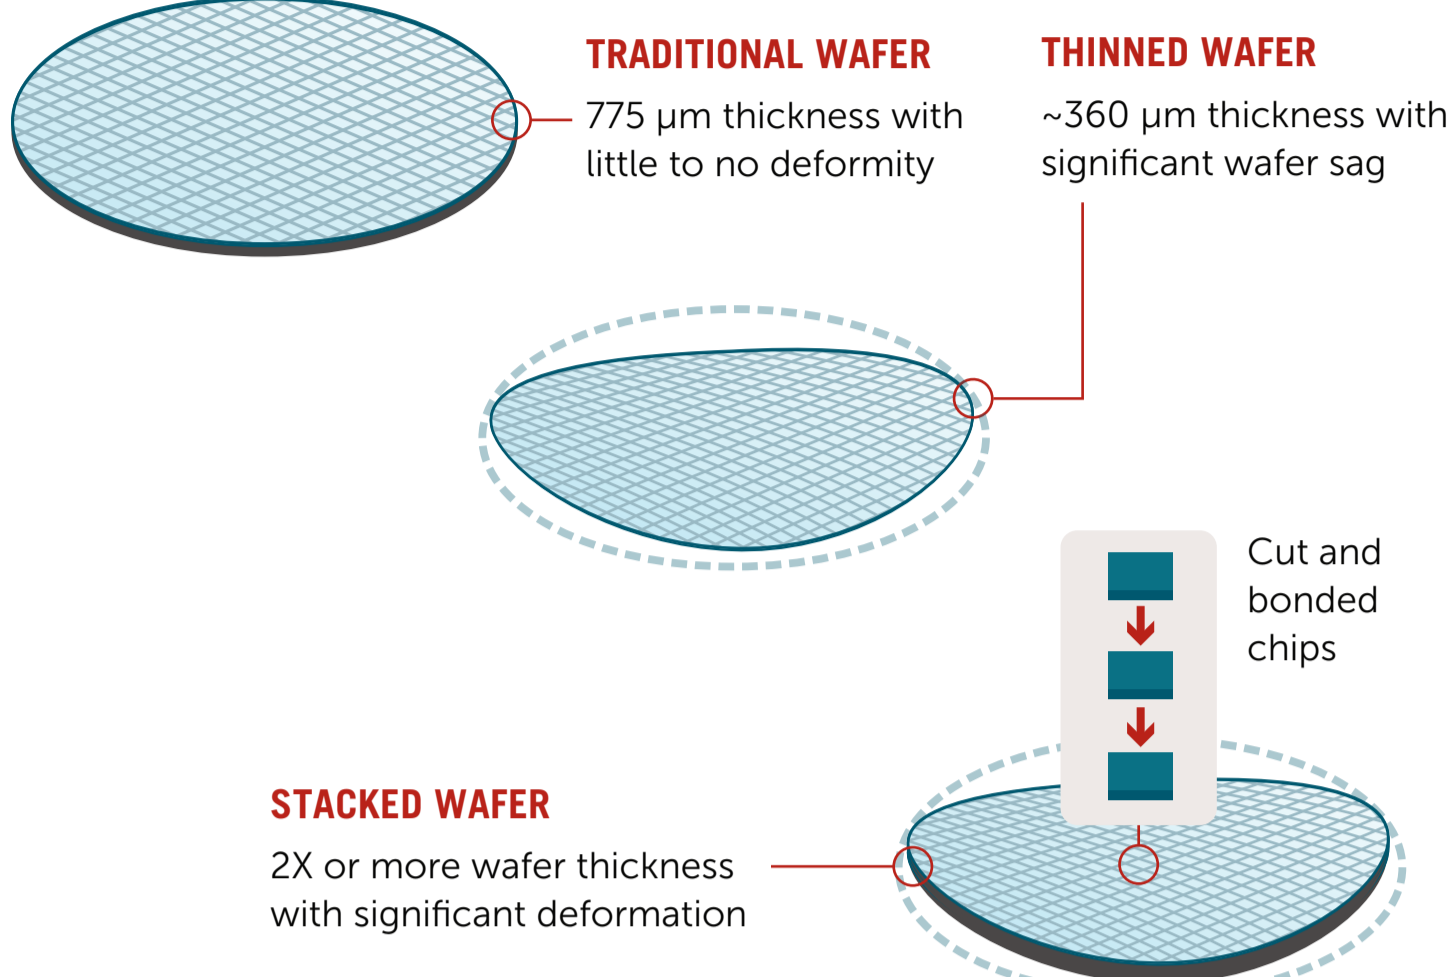 TRADITIONAL WAFER
775 μm thickness with
little to no deformity
THINNED WAFER
~360 μm thickness with
significant wafer sag
Cut and
bonded
chips
STACKED WAFER
2X or more wafer thickness
with significant deformation